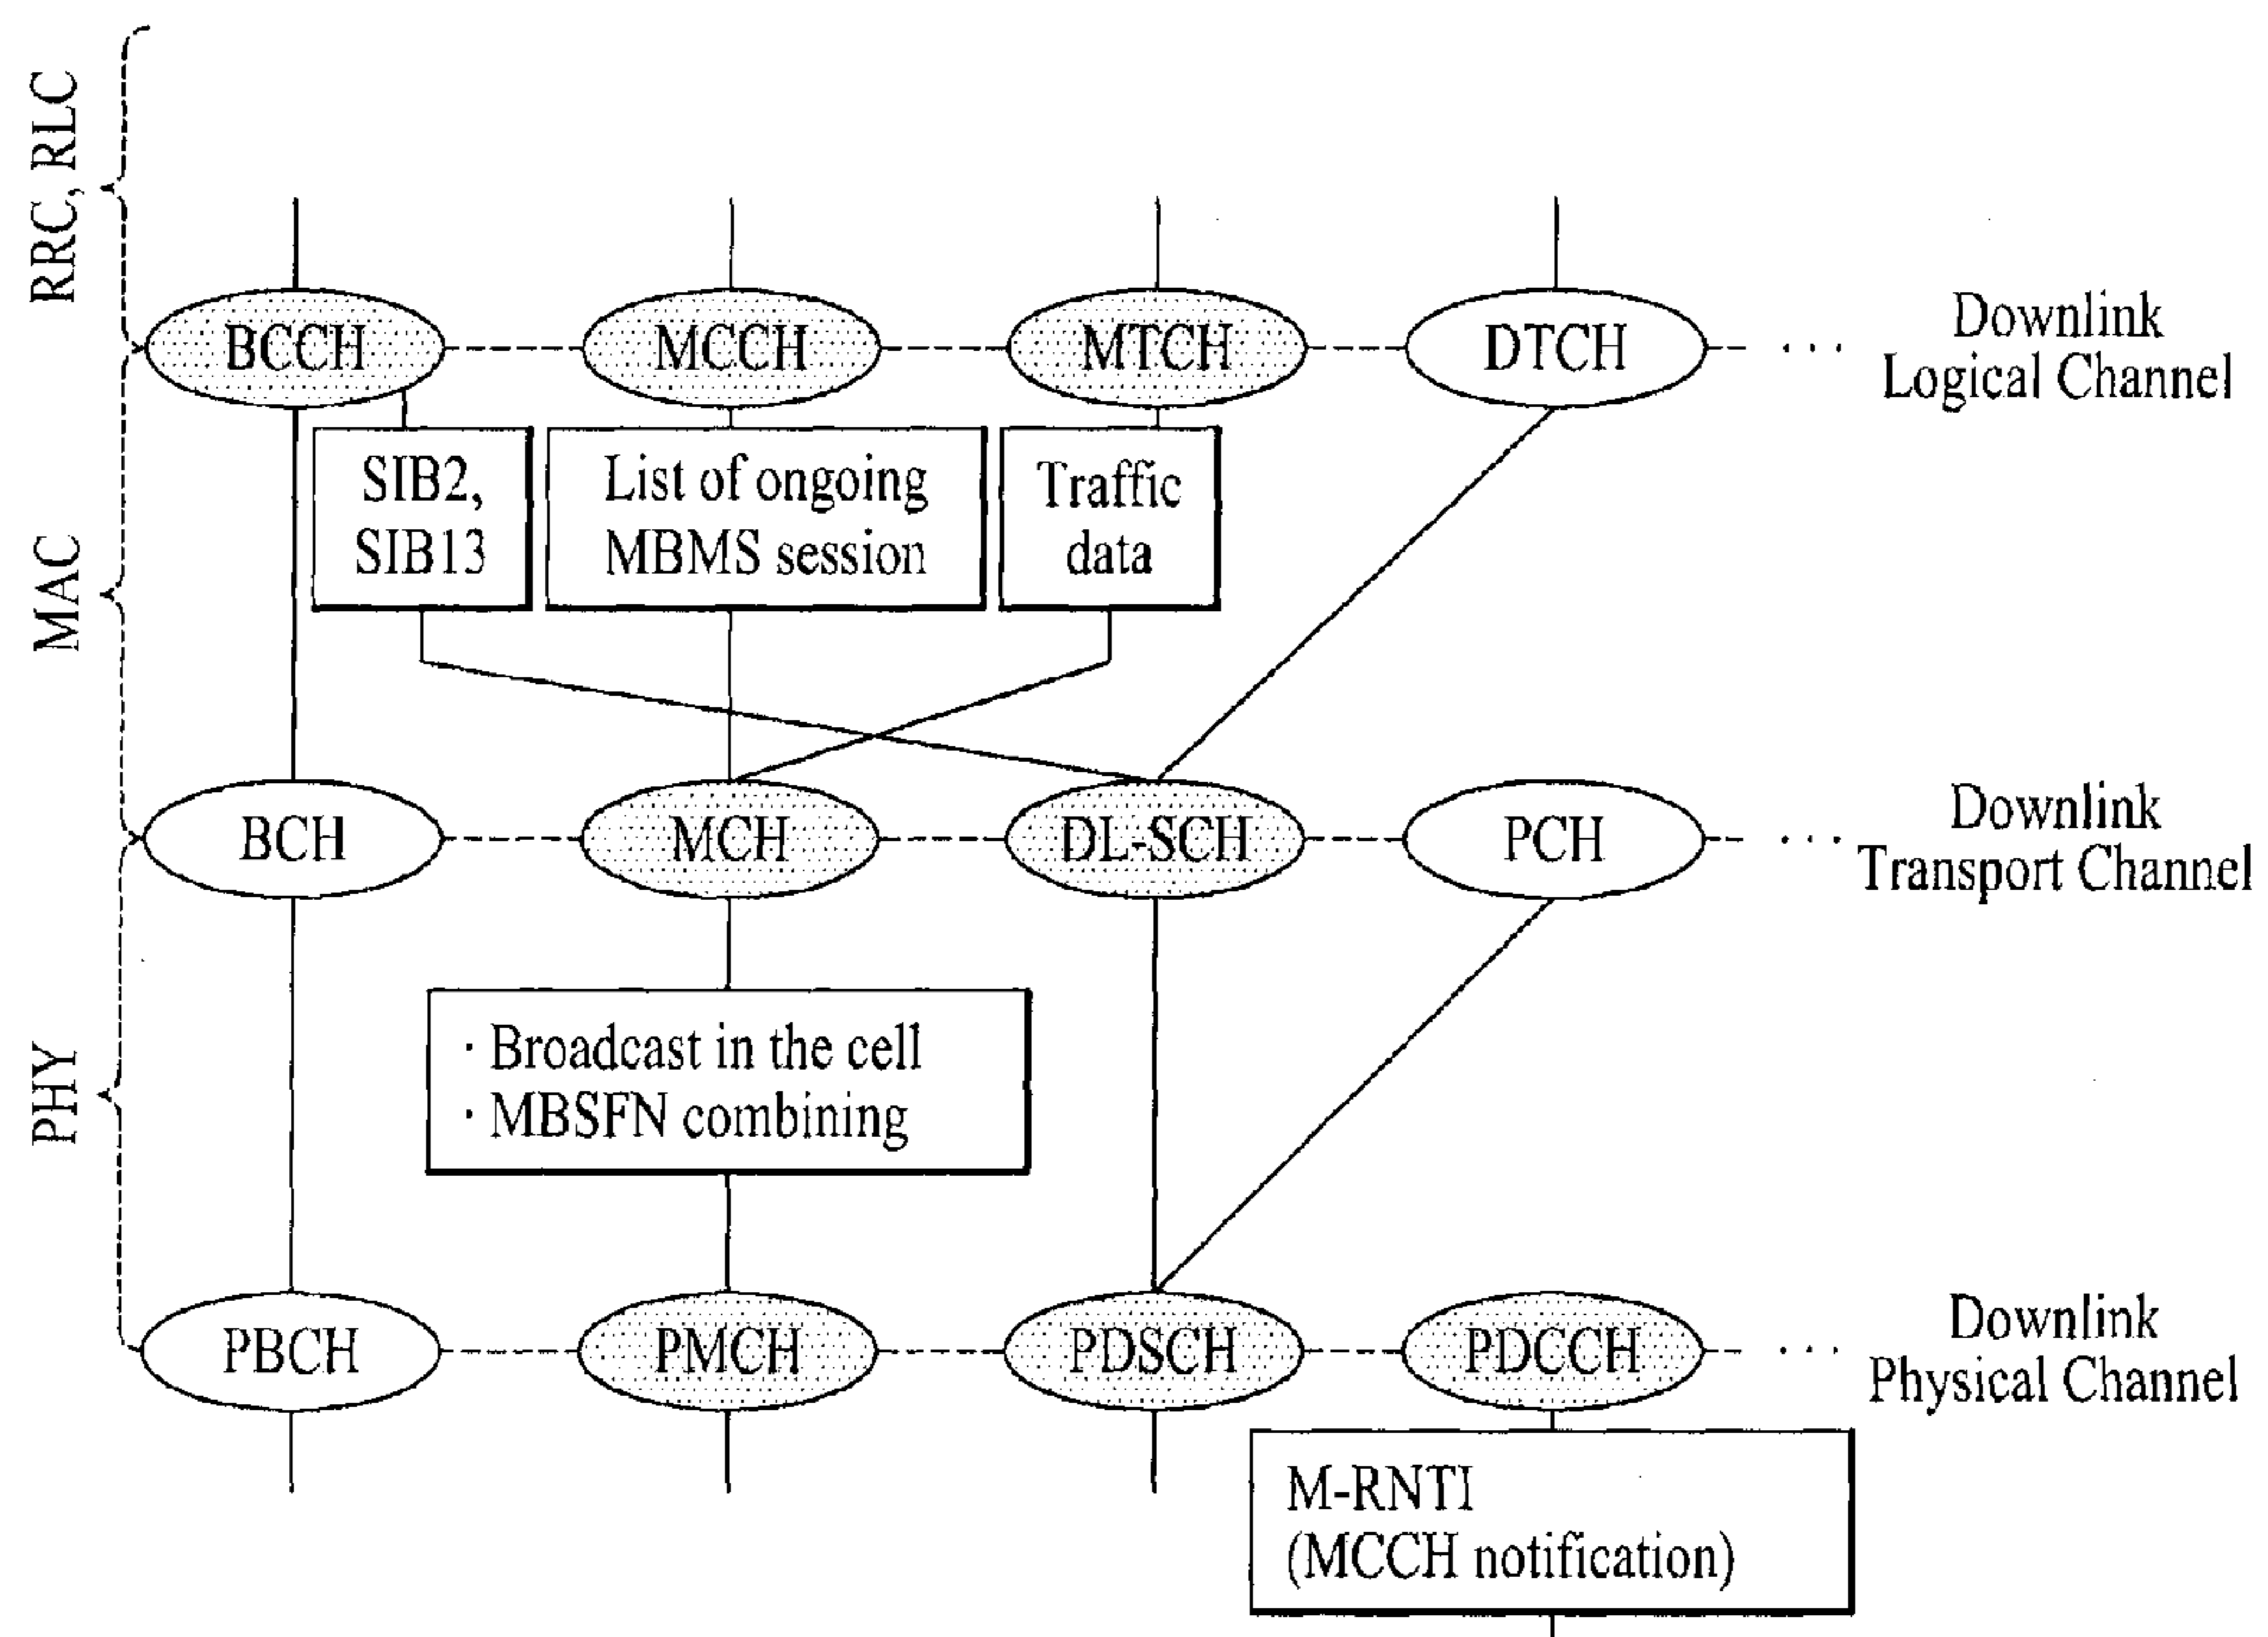 RRC, RLC
BCCH
MCCH
MTCH
DTCH
...
Downlink
Logical Channel
SIB2,
SIB13
List of ongoing
MBMS session
Traffic
data
MAC
BCH
MCH
DL-SCH
PCH
...
Downlink
Transport Channel
PHY
· Broadcast in the cell
· MBSFN combining
PBCH
PMCH
PDSCH
PDCCH
...
Downlink
Physical Channel
M-RNTI
(MCCH notification)